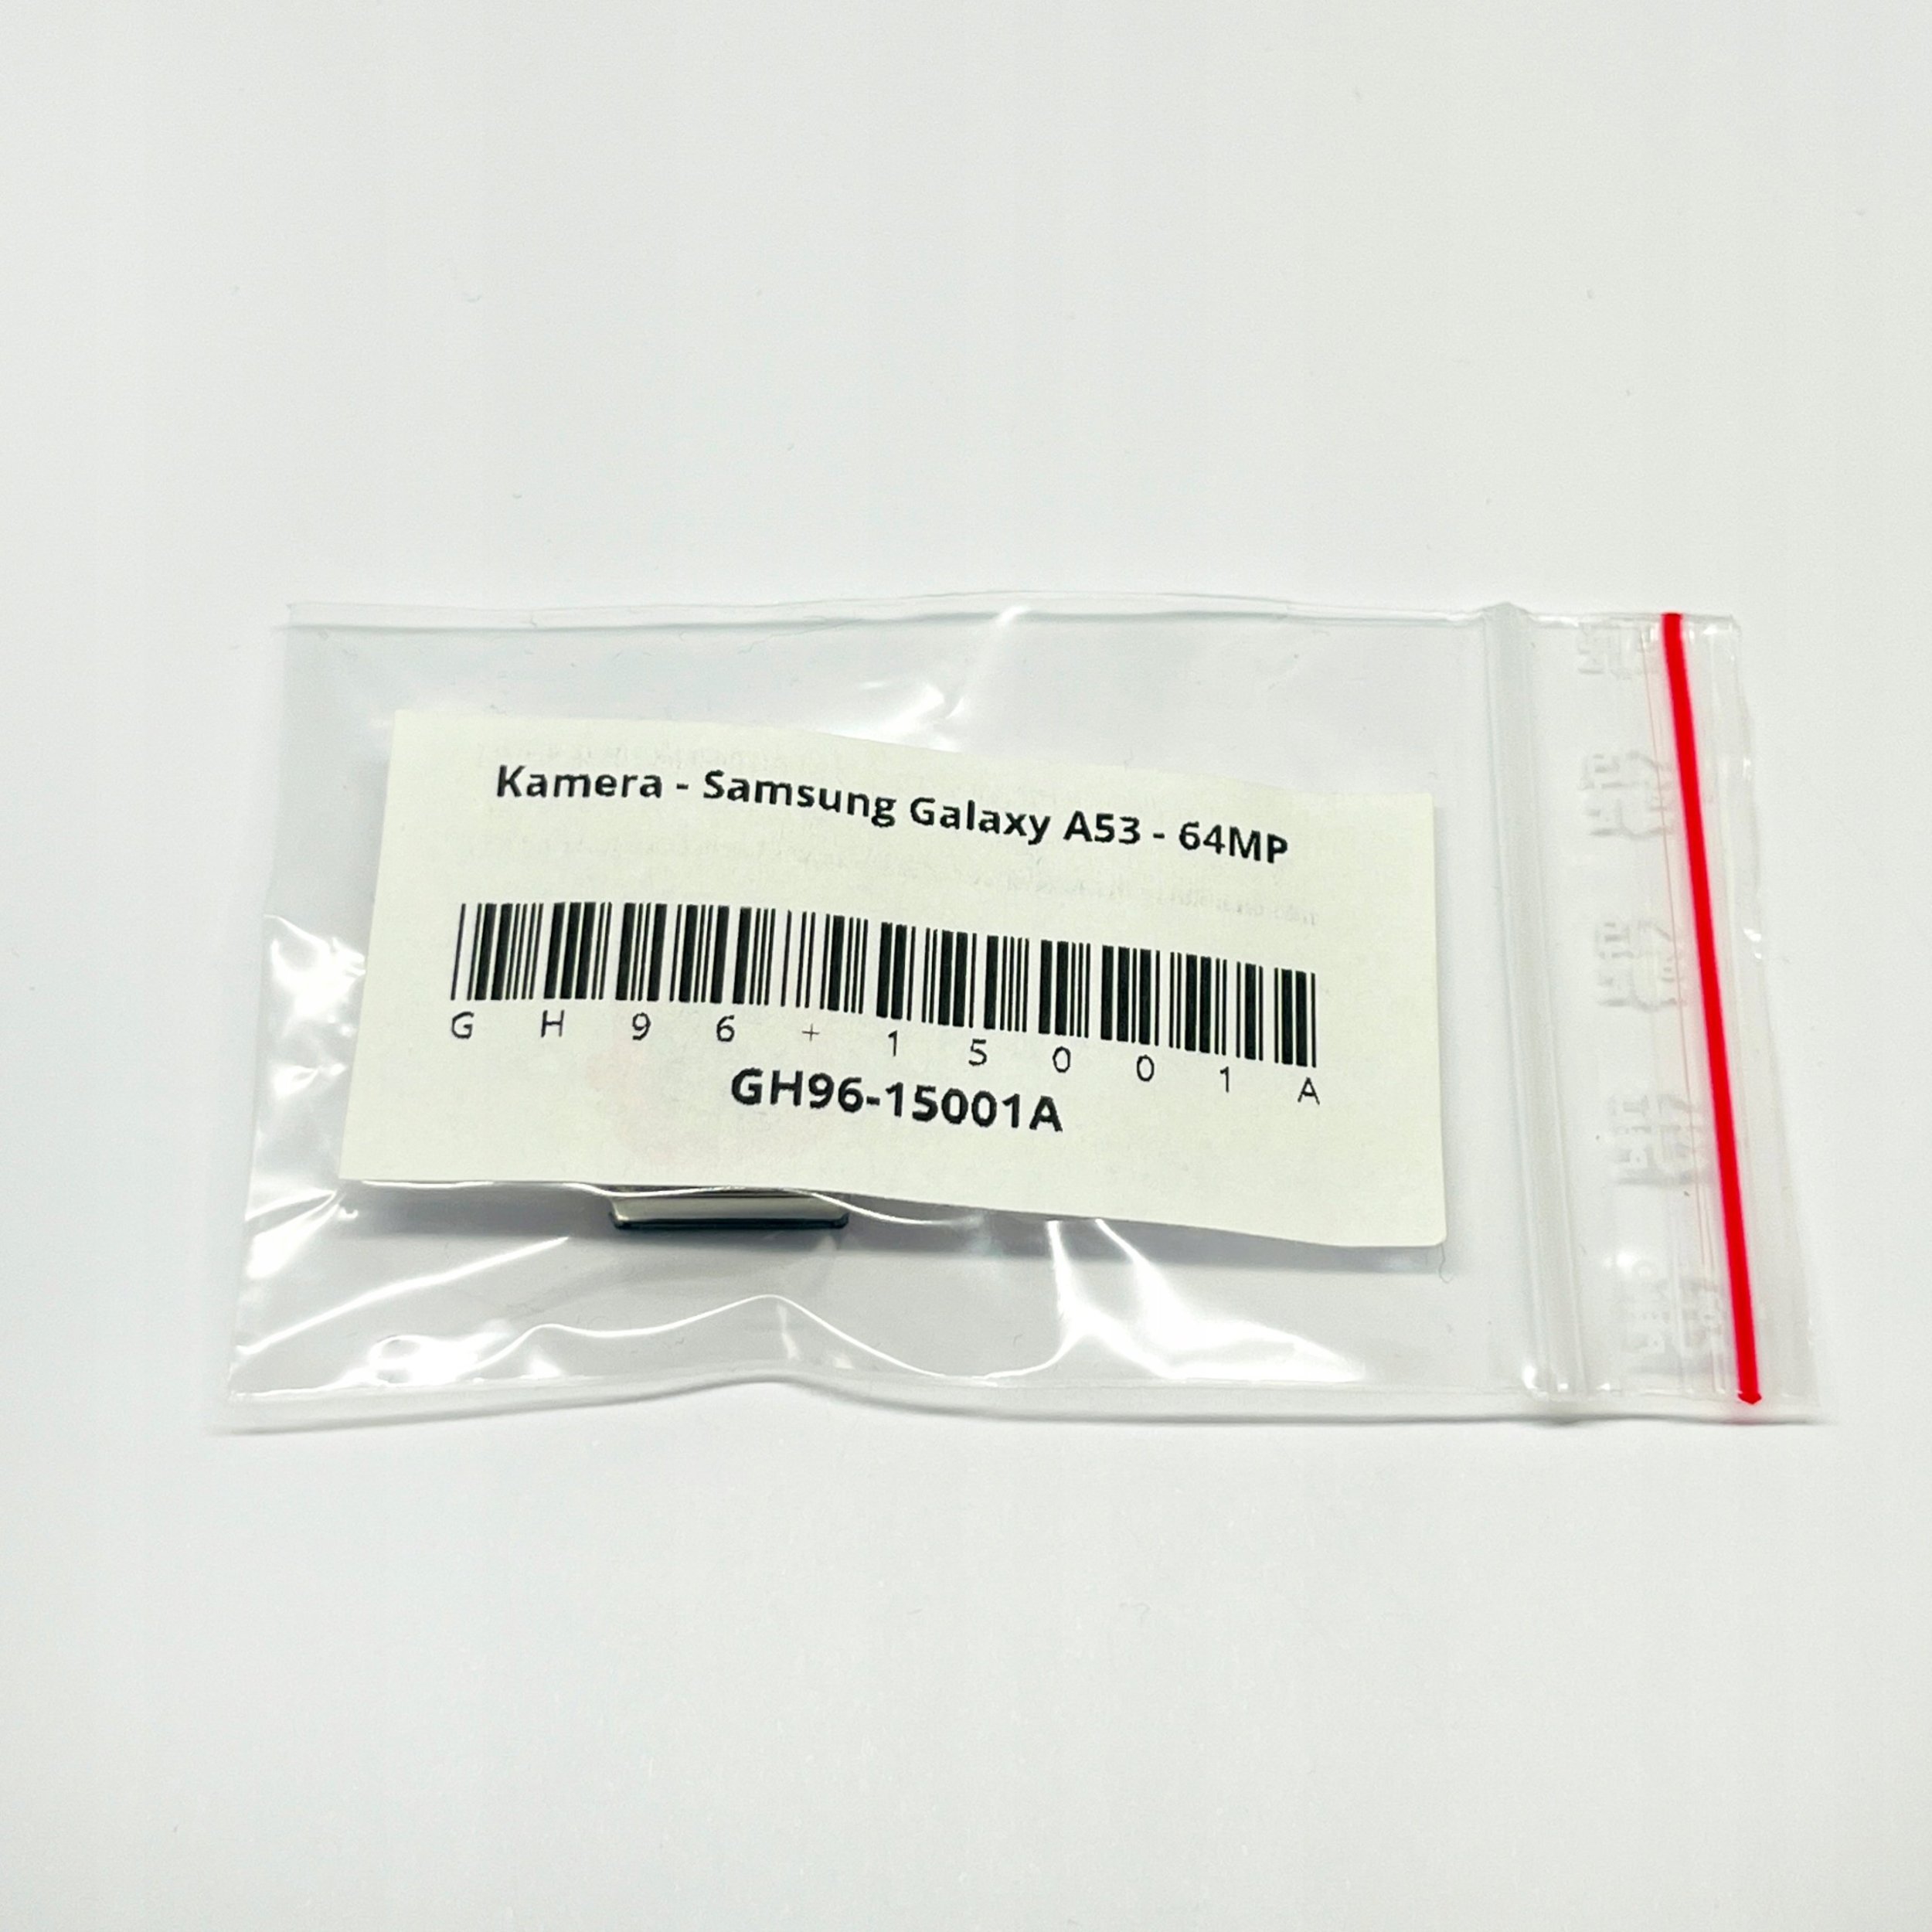 Kamera - Samsung Galaxy A53 - 64MP
G H 9 6 + 1 5 0 0 1 A
GH96-15001A